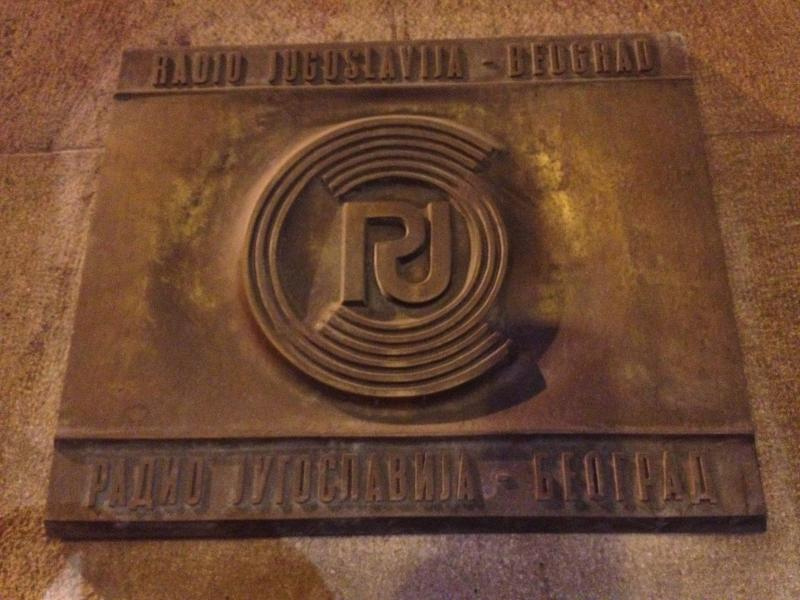 RADIO JUGOSLAVIJA - BEOGRAD
RJ
РАДИО ЈУГОСЛАВИЈА - БЕОГРАД